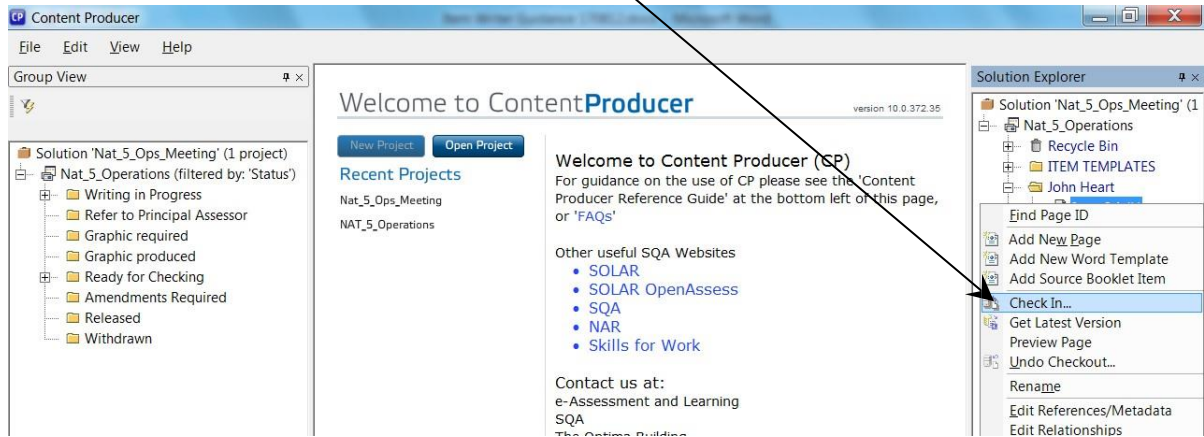 Content Producer
File Edit View Help
Group View
Solution 'Nat_5_Ops_Meeting' (1 project)
Nat_5_Operations (filtered by: 'Status')
Writing in Progress
Refer to Principal Assessor
Graphic required
Graphic produced
Ready for Checking
Amendments Required
Released
Withdrawn
Welcome to ContentProducer
version 10.0.372.35
New Project Open Project
Recent Projects
Nat_5_Ops_Meeting
NAT_5_Operations
Welcome to Content Producer (CP)
For guidance on the use of CP please see the 'Content
Producer Reference Guide' at the bottom left of this page,
or 'FAQs'
Other useful SQA Websites
• SOLAR
• SOLAR OpenAssess
• SQA
• NAR
• Skills for Work
Contact us at:
e-Assessment and Learning
SQA
The Optima Building
Solution Explorer
Solution 'Nat_5_Ops_Meeting' (1
Nat_5_Operations
Recycle Bin
ITEM TEMPLATES
John Heart
Find Page ID
Add New Page
Add New Word Template
Add Source Booklet Item
Check In...
Get Latest Version
Preview Page
Undo Checkout...
Rename
Edit References/Metadata
Edit Relationships